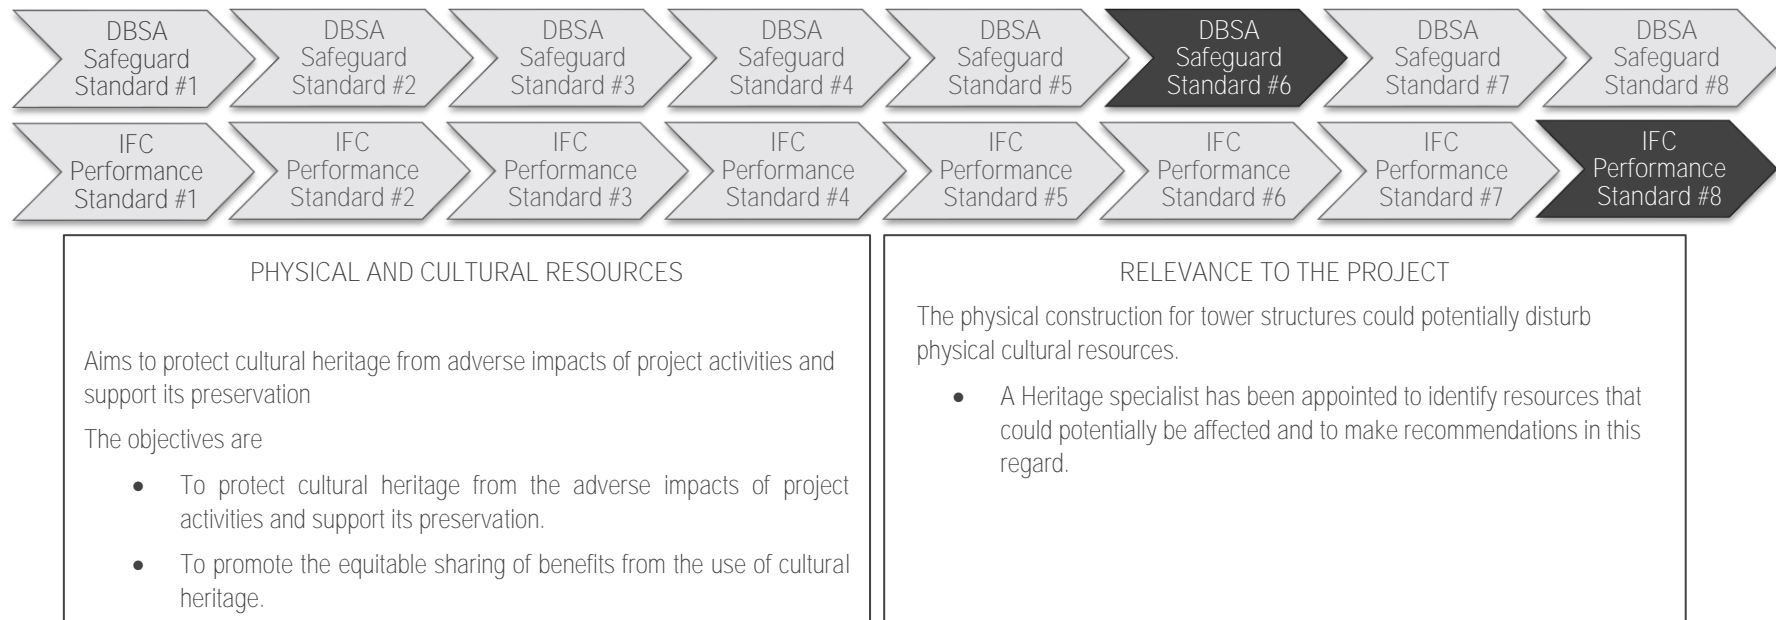 DBSA
Safeguard
Standard #1
DBSA
Safeguard
Standard #2
DBSA
Safeguard
Standard #3
DBSA
Safeguard
Standard #4
DBSA
Safeguard
Standard #5
DBSA
Safeguard
Standard #6
DBSA
Safeguard
Standard #7
DBSA
Safeguard
Standard #8
IFC
Performance
Standard #1
IFC
Performance
Standard #2
IFC
Performance
Standard #3
IFC
Performance
Standard #4
IFC
Performance
Standard #5
IFC
Performance
Standard #6
IFC
Performance
Standard #7
IFC
Performance
Standard #8
PHYSICAL AND CULTURAL RESOURCES
Aims to protect cultural heritage from adverse impacts of project activities and
support its preservation
The objectives are
• To protect cultural heritage from the adverse impacts of project
activities and support its preservation.
• To promote the equitable sharing of benefits from the use of cultural
heritage.
RELEVANCE TO THE PROJECT
The physical construction for tower structures could potentially disturb
physical cultural resources.
• A Heritage specialist has been appointed to identify resources that
could potentially be affected and to make recommendations in this
regard.